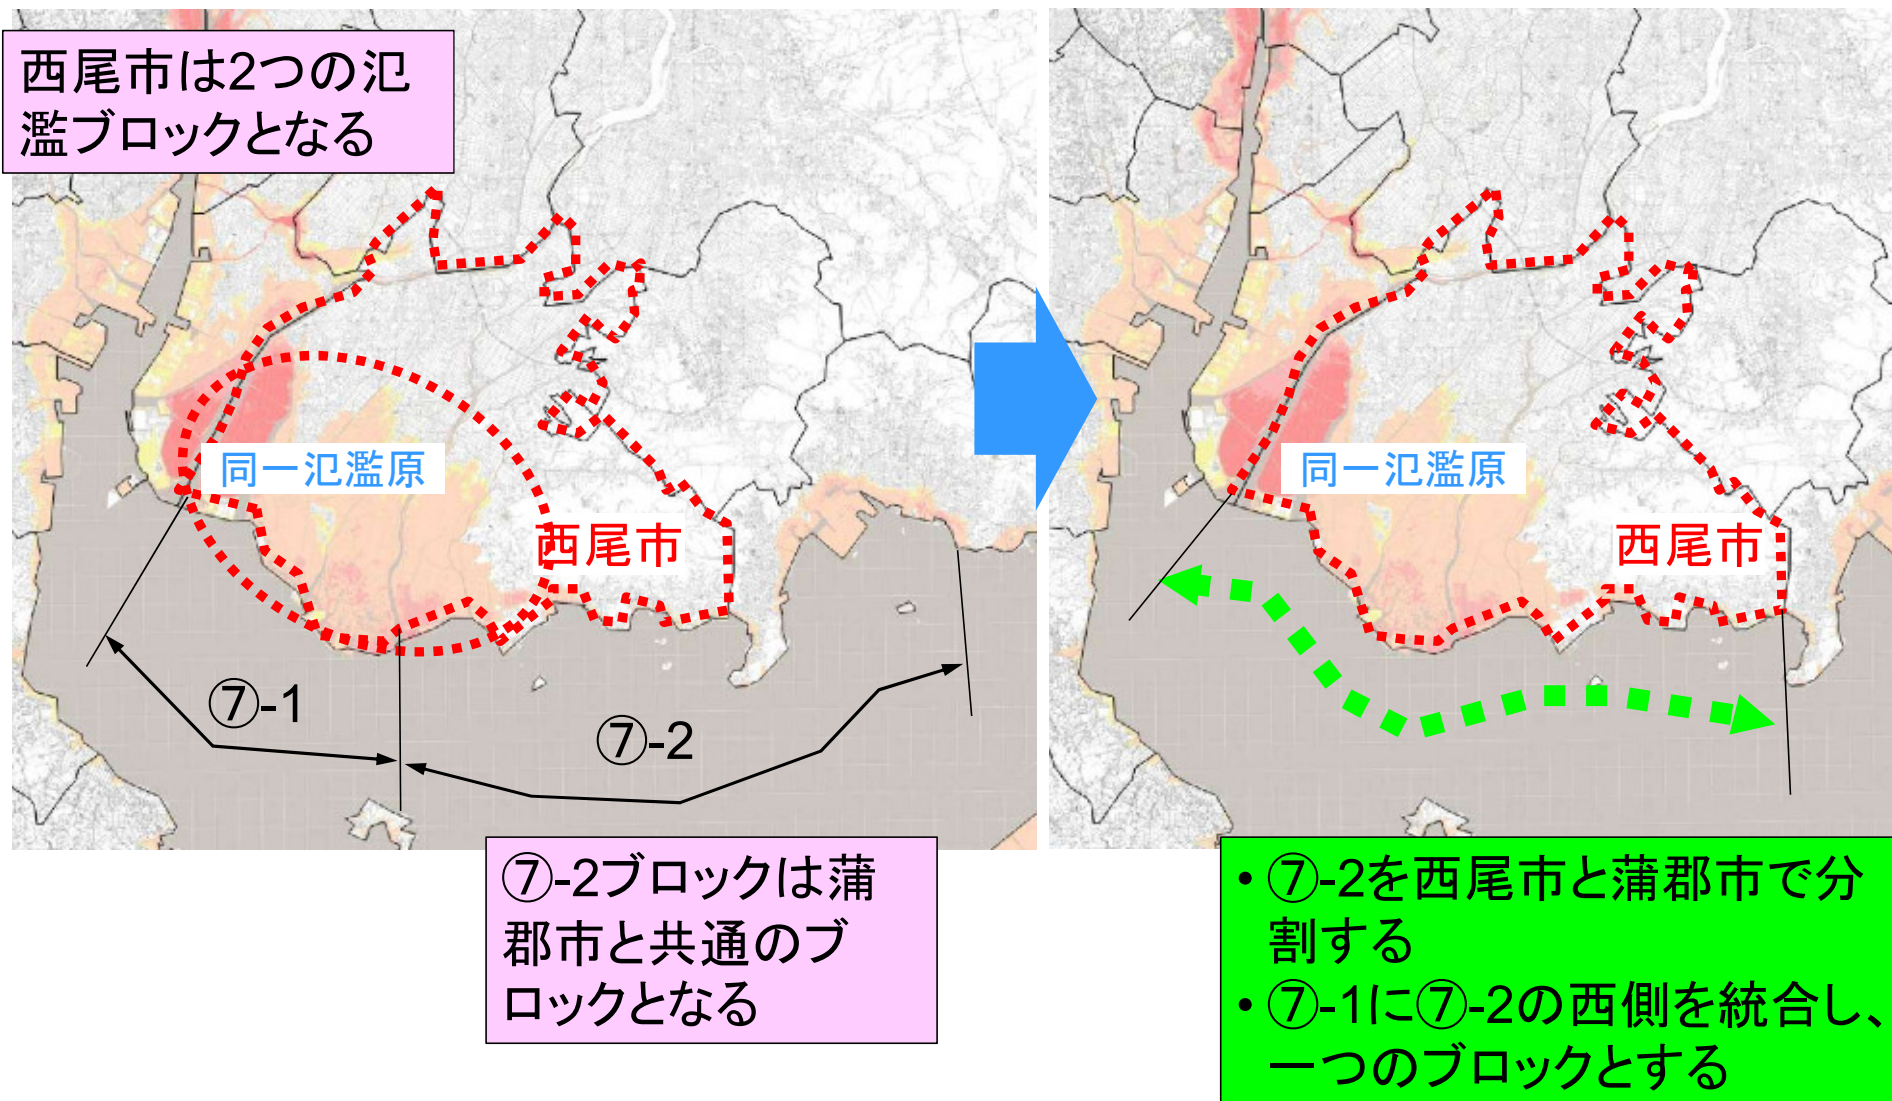 西尾市は2つの氾
濫ブロックとなる
同一氾濫原
西尾市
⑦-1
⑦-2
⑦-2ブロックは蒲
郡市と共通のブ
ロックとなる
同一氾濫原
西尾市
• ⑦-2を西尾市と蒲郡市で分
割する
• ⑦-1に⑦-2の西側を統合し、
一つのブロックとする